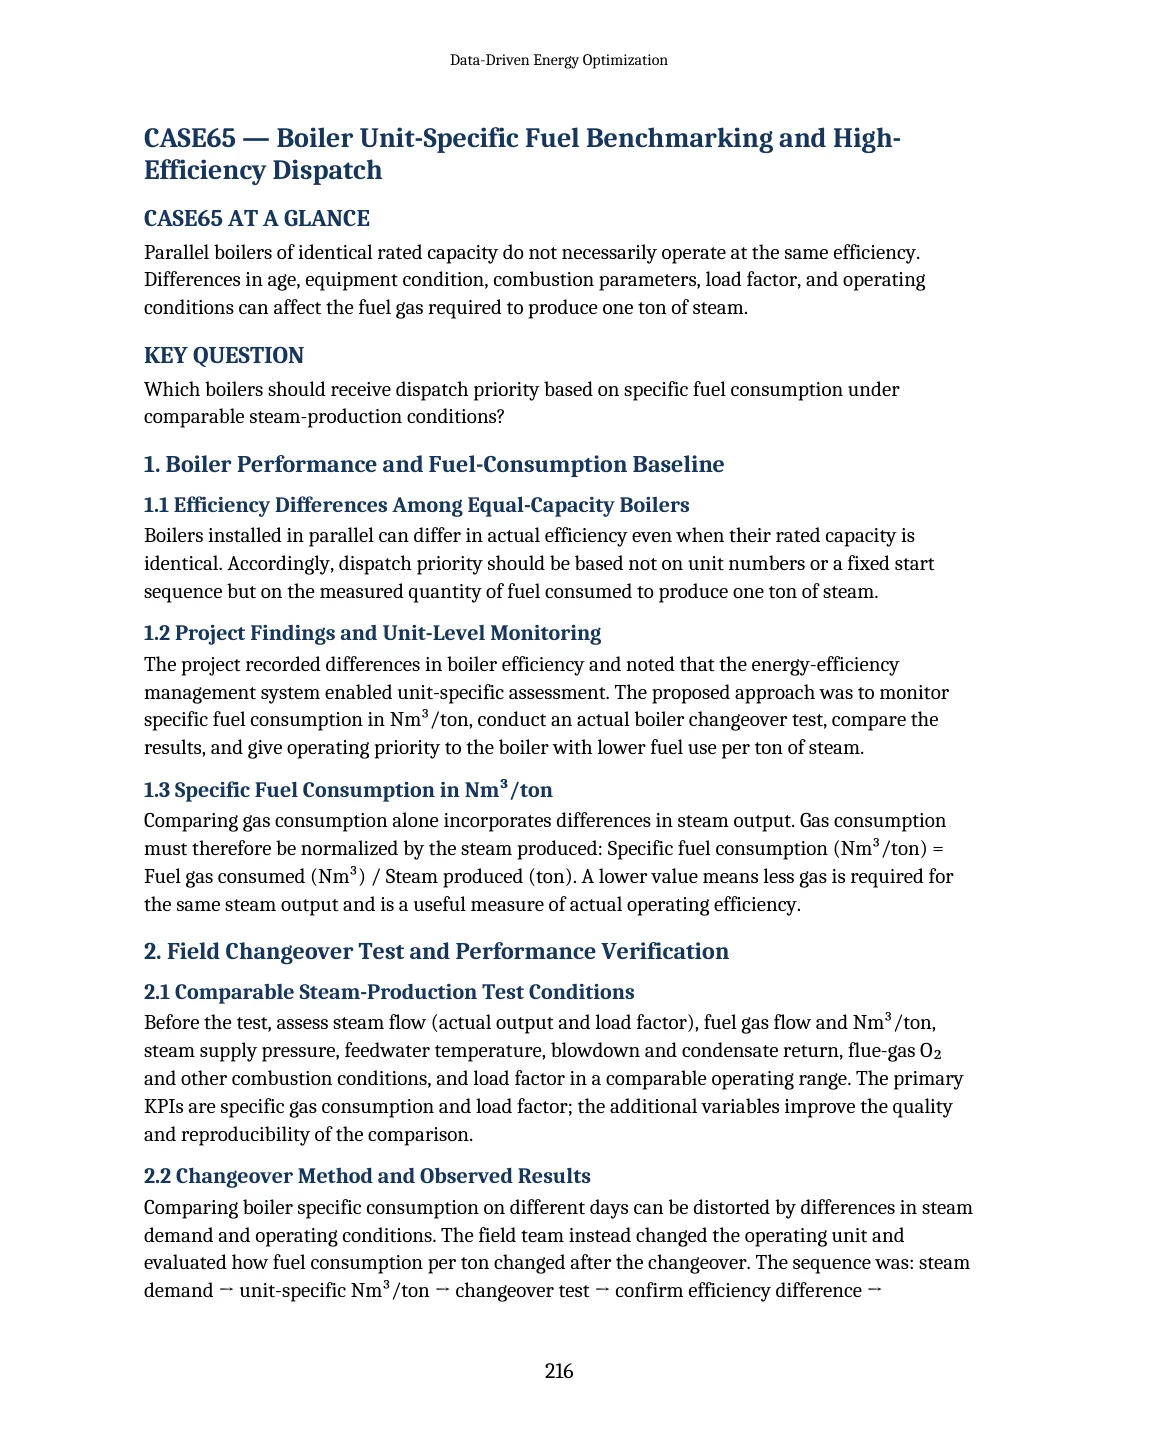 Data-Driven Energy Optimization
CASE65 — Boiler Unit-Specific Fuel Benchmarking and High-
Efficiency Dispatch
CASE65 AT A GLANCE
Parallel boilers of identical rated capacity do not necessarily operate at the same efficiency.
Differences in age, equipment condition, combustion parameters, load factor, and operating
conditions can affect the fuel gas required to produce one ton of steam.
KEY QUESTION
Which boilers should receive dispatch priority based on specific fuel consumption under
comparable steam-production conditions?
1. Boiler Performance and Fuel-Consumption Baseline
1.1 Efficiency Differences Among Equal-Capacity Boilers
Boilers installed in parallel can differ in actual efficiency even when their rated capacity is
identical. Accordingly, dispatch priority should be based not on unit numbers or a fixed start
sequence but on the measured quantity of fuel consumed to produce one ton of steam.
1.2 Project Findings and Unit-Level Monitoring
The project recorded differences in boiler efficiency and noted that the energy-efficiency
management system enabled unit-specific assessment. The proposed approach was to monitor
specific fuel consumption in Nm³/ton, conduct an actual boiler changeover test, compare the
results, and give operating priority to the boiler with lower fuel use per ton of steam.
1.3 Specific Fuel Consumption in Nm³/ton
Comparing gas consumption alone incorporates differences in steam output. Gas consumption
must therefore be normalized by the steam produced: Specific fuel consumption (Nm³/ton) =
Fuel gas consumed (Nm³) / Steam produced (ton). A lower value means less gas is required for
the same steam output and is a useful measure of actual operating efficiency.
2. Field Changeover Test and Performance Verification
2.1 Comparable Steam-Production Test Conditions
Before the test, assess steam flow (actual output and load factor), fuel gas flow and Nm³/ton,
steam supply pressure, feedwater temperature, blowdown and condensate return, flue-gas O₂
and other combustion conditions, and load factor in a comparable operating range. The primary
KPIs are specific gas consumption and load factor; the additional variables improve the quality
and reproducibility of the comparison.
2.2 Changeover Method and Observed Results
Comparing boiler specific consumption on different days can be distorted by differences in steam
demand and operating conditions. The field team instead changed the operating unit and
evaluated how fuel consumption per ton changed after the changeover. The sequence was: steam
demand → unit-specific Nm³/ton → changeover test → confirm efficiency difference →
216